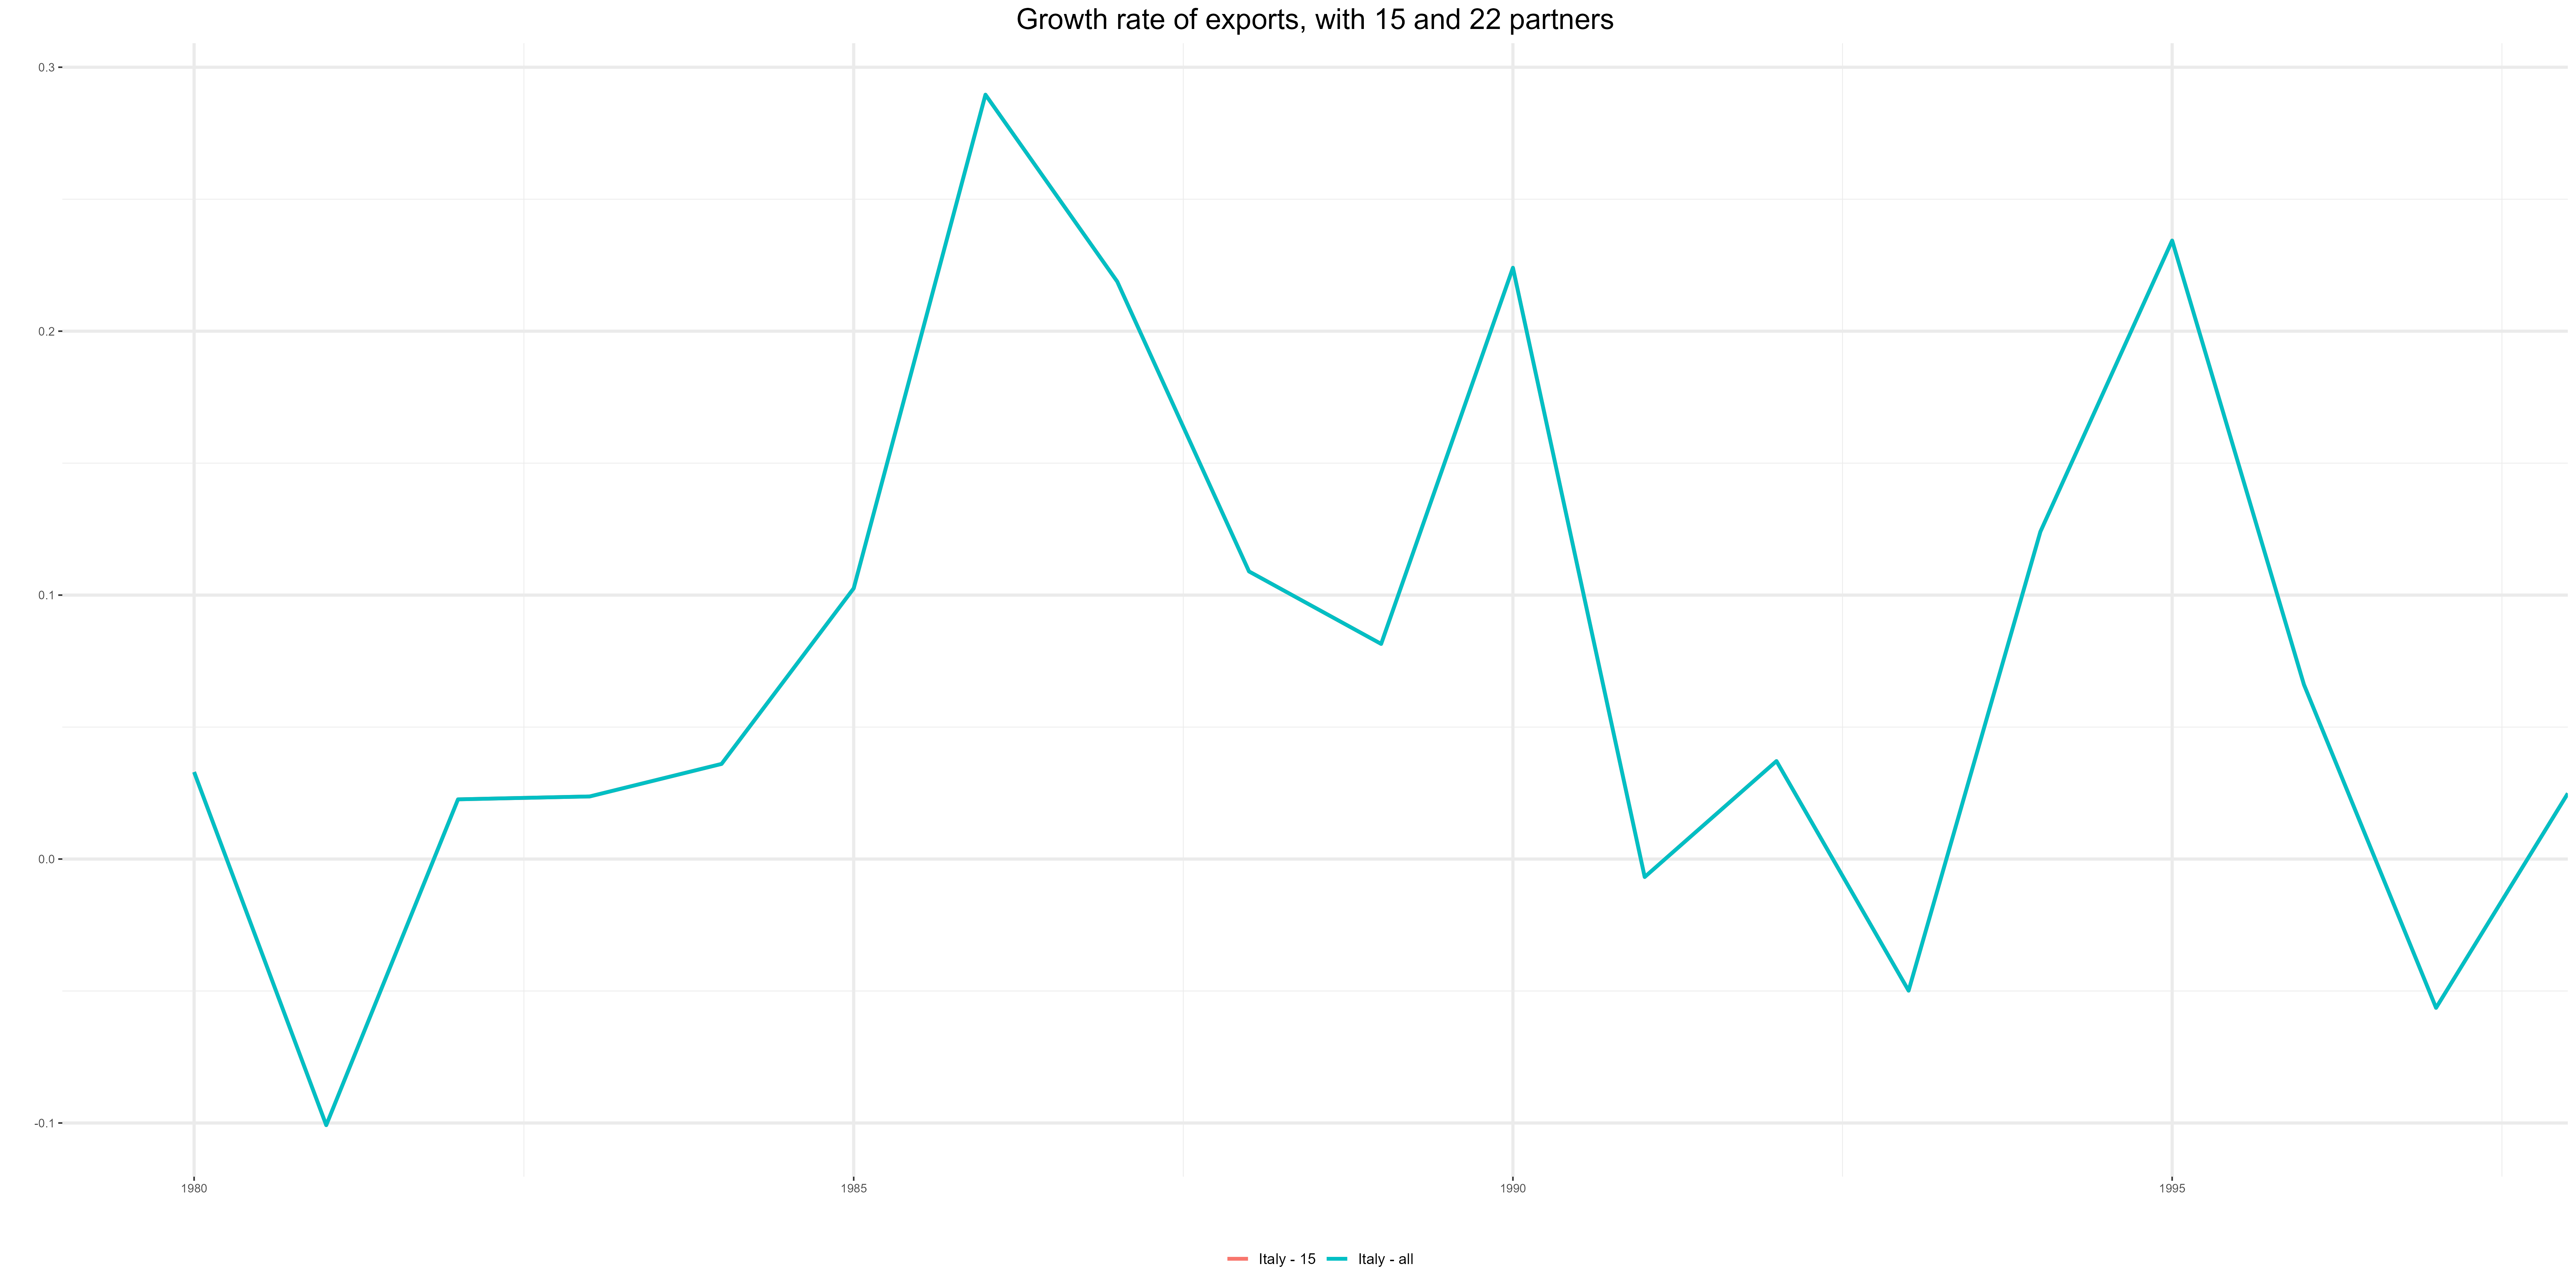 Growth rate of exports, with 15 and 22 partners
0.3
0.2
0.1
0.0
-0.1
1980 1985 1990 1995
Italy - 15 Italy - all